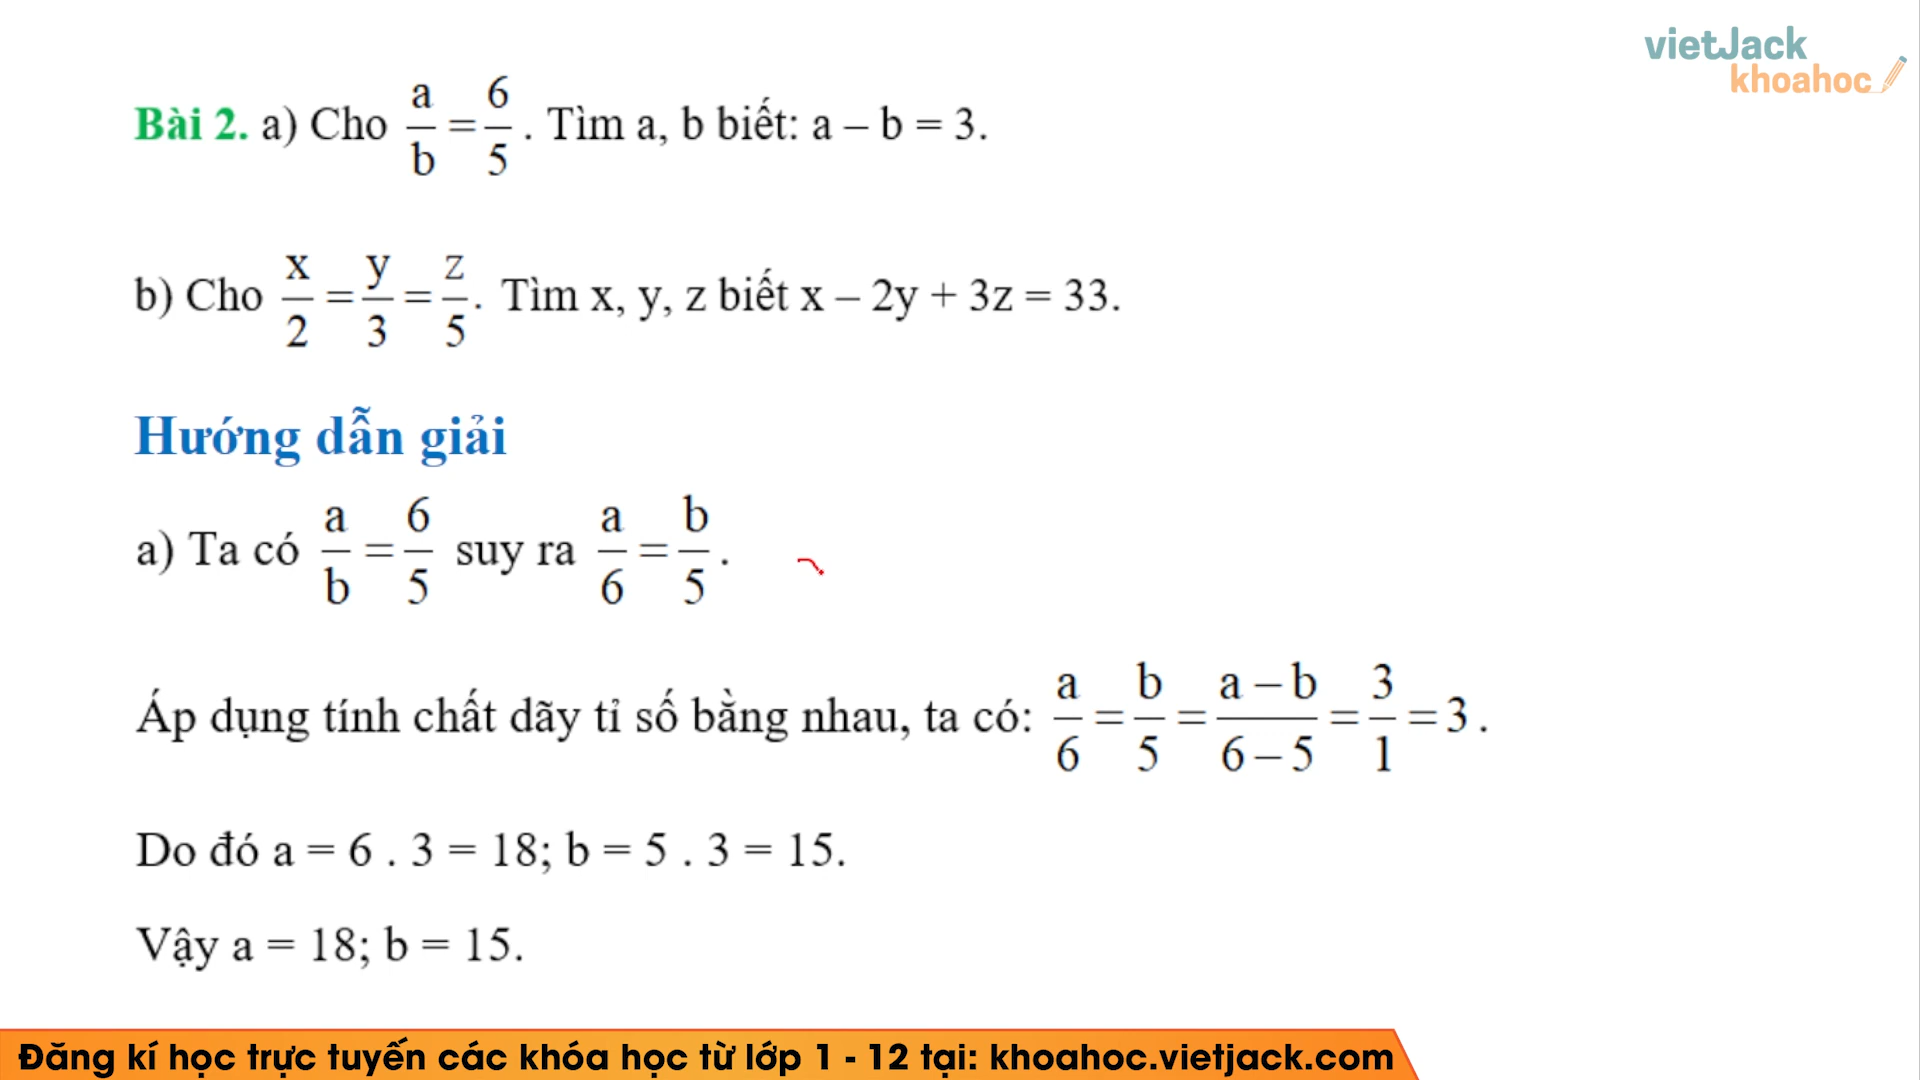 vietJack
khoahoc
Bài 2. a) Cho a/b = 6/5. Tìm a, b biết: a – b = 3.
b) Cho x/2 = y/3 = z/5. Tìm x, y, z biết x – 2y + 3z = 33.
Hướng dẫn giải
a) Ta có a/b = 6/5 suy ra a/6 = b/5.
Áp dụng tính chất dãy tỉ số bằng nhau, ta có: a/6 = b/5 = (a – b)/(6 – 5) = 3/1 = 3.
Do đó a = 6 . 3 = 18; b = 5 . 3 = 15.
Vậy a = 18; b = 15.
Đăng kí học trực tuyến các khóa học từ lớp 1 - 12 tại: khoahoc.vietjack.com